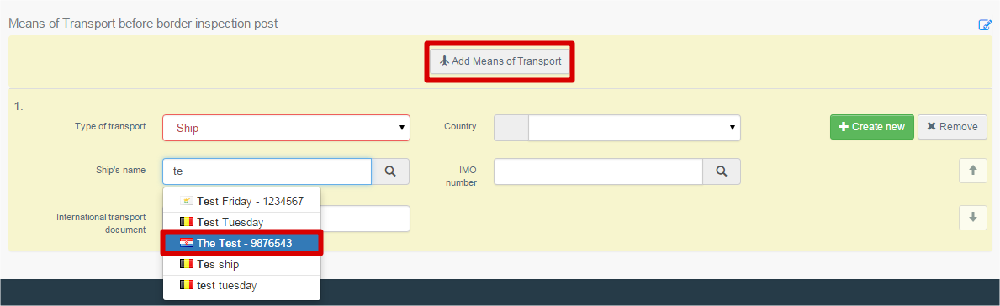 Means of Transport before border inspection post
Add Means of Transport
1.
Type of transport Ship Country Create new Remove
Ship's name te IMO number
Test Friday - 1234567
International transport document
Test Tuesday
The Test - 9876543
Tes ship
test tuesday